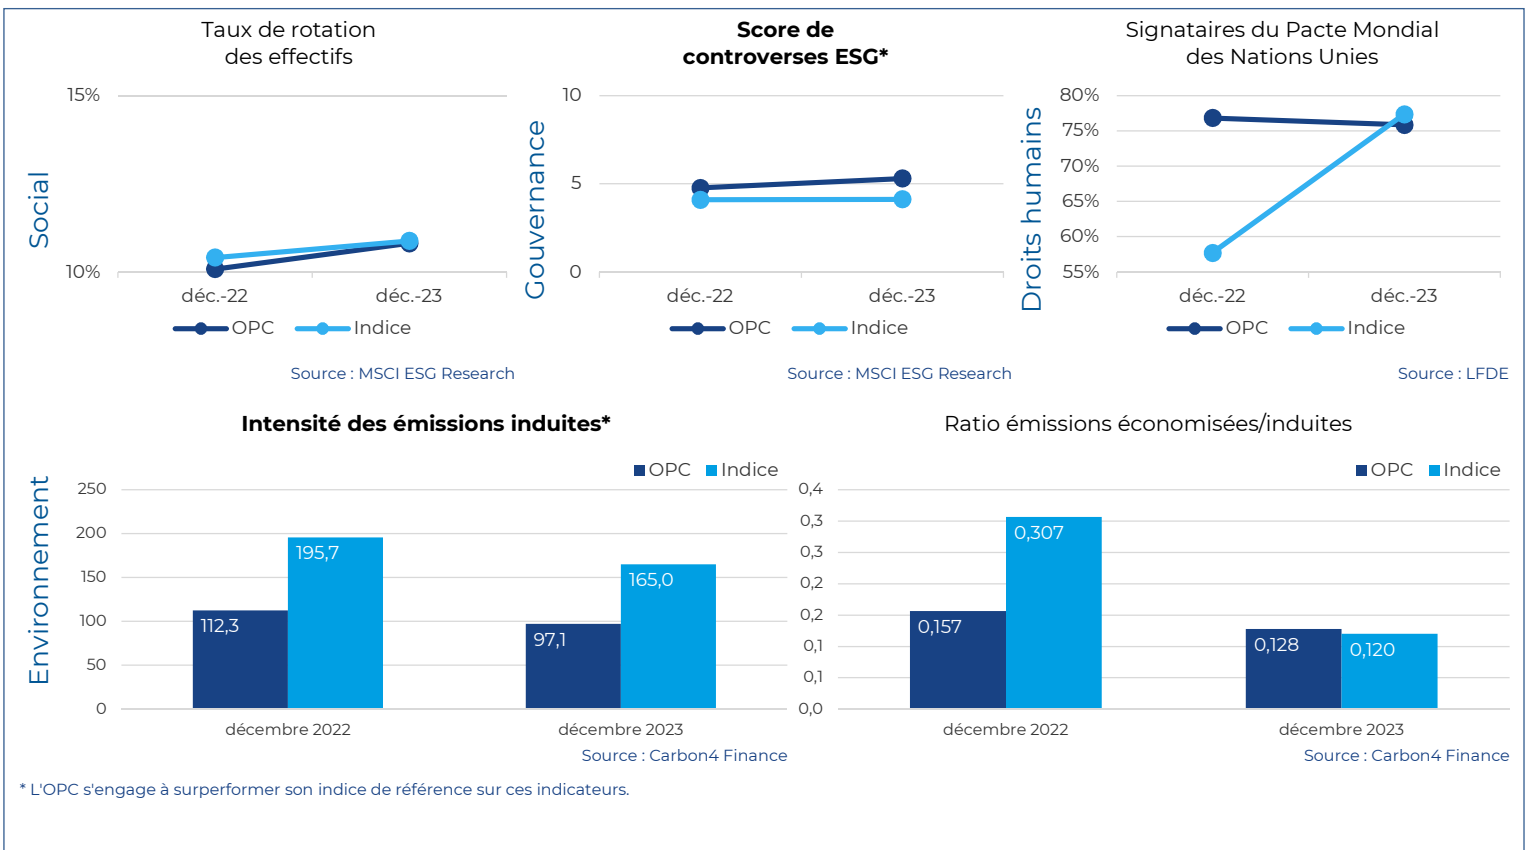 Taux de rotation
des effectifs
Social
15%
10%
déc.-22
déc.-23
OPC
Indice
Source : MSCI ESG Research
Score de
controverses ESG*
Gouvernance
10
5
0
déc.-22
déc.-23
OPC
Indice
Source : MSCI ESG Research
Signataires du Pacte Mondial
des Nations Unies
Droits humains
80%
75%
70%
65%
60%
55%
déc.-22
déc.-23
OPC
Indice
Source : LFDE
Intensité des émissions induites*
Environnement
OPC
Indice
250
200
150
100
50
0
112,3
195,7
97,1
165,0
décembre 2022
décembre 2023
Source : Carbon4 Finance
Ratio émissions économisées/induites
OPC
Indice
0,4
0,3
0,3
0,2
0,2
0,1
0,1
0,0
0,157
0,307
0,128
0,120
décembre 2022
décembre 2023
Source : Carbon4 Finance
* L'OPC s'engage à surperformer son indice de référence sur ces indicateurs.